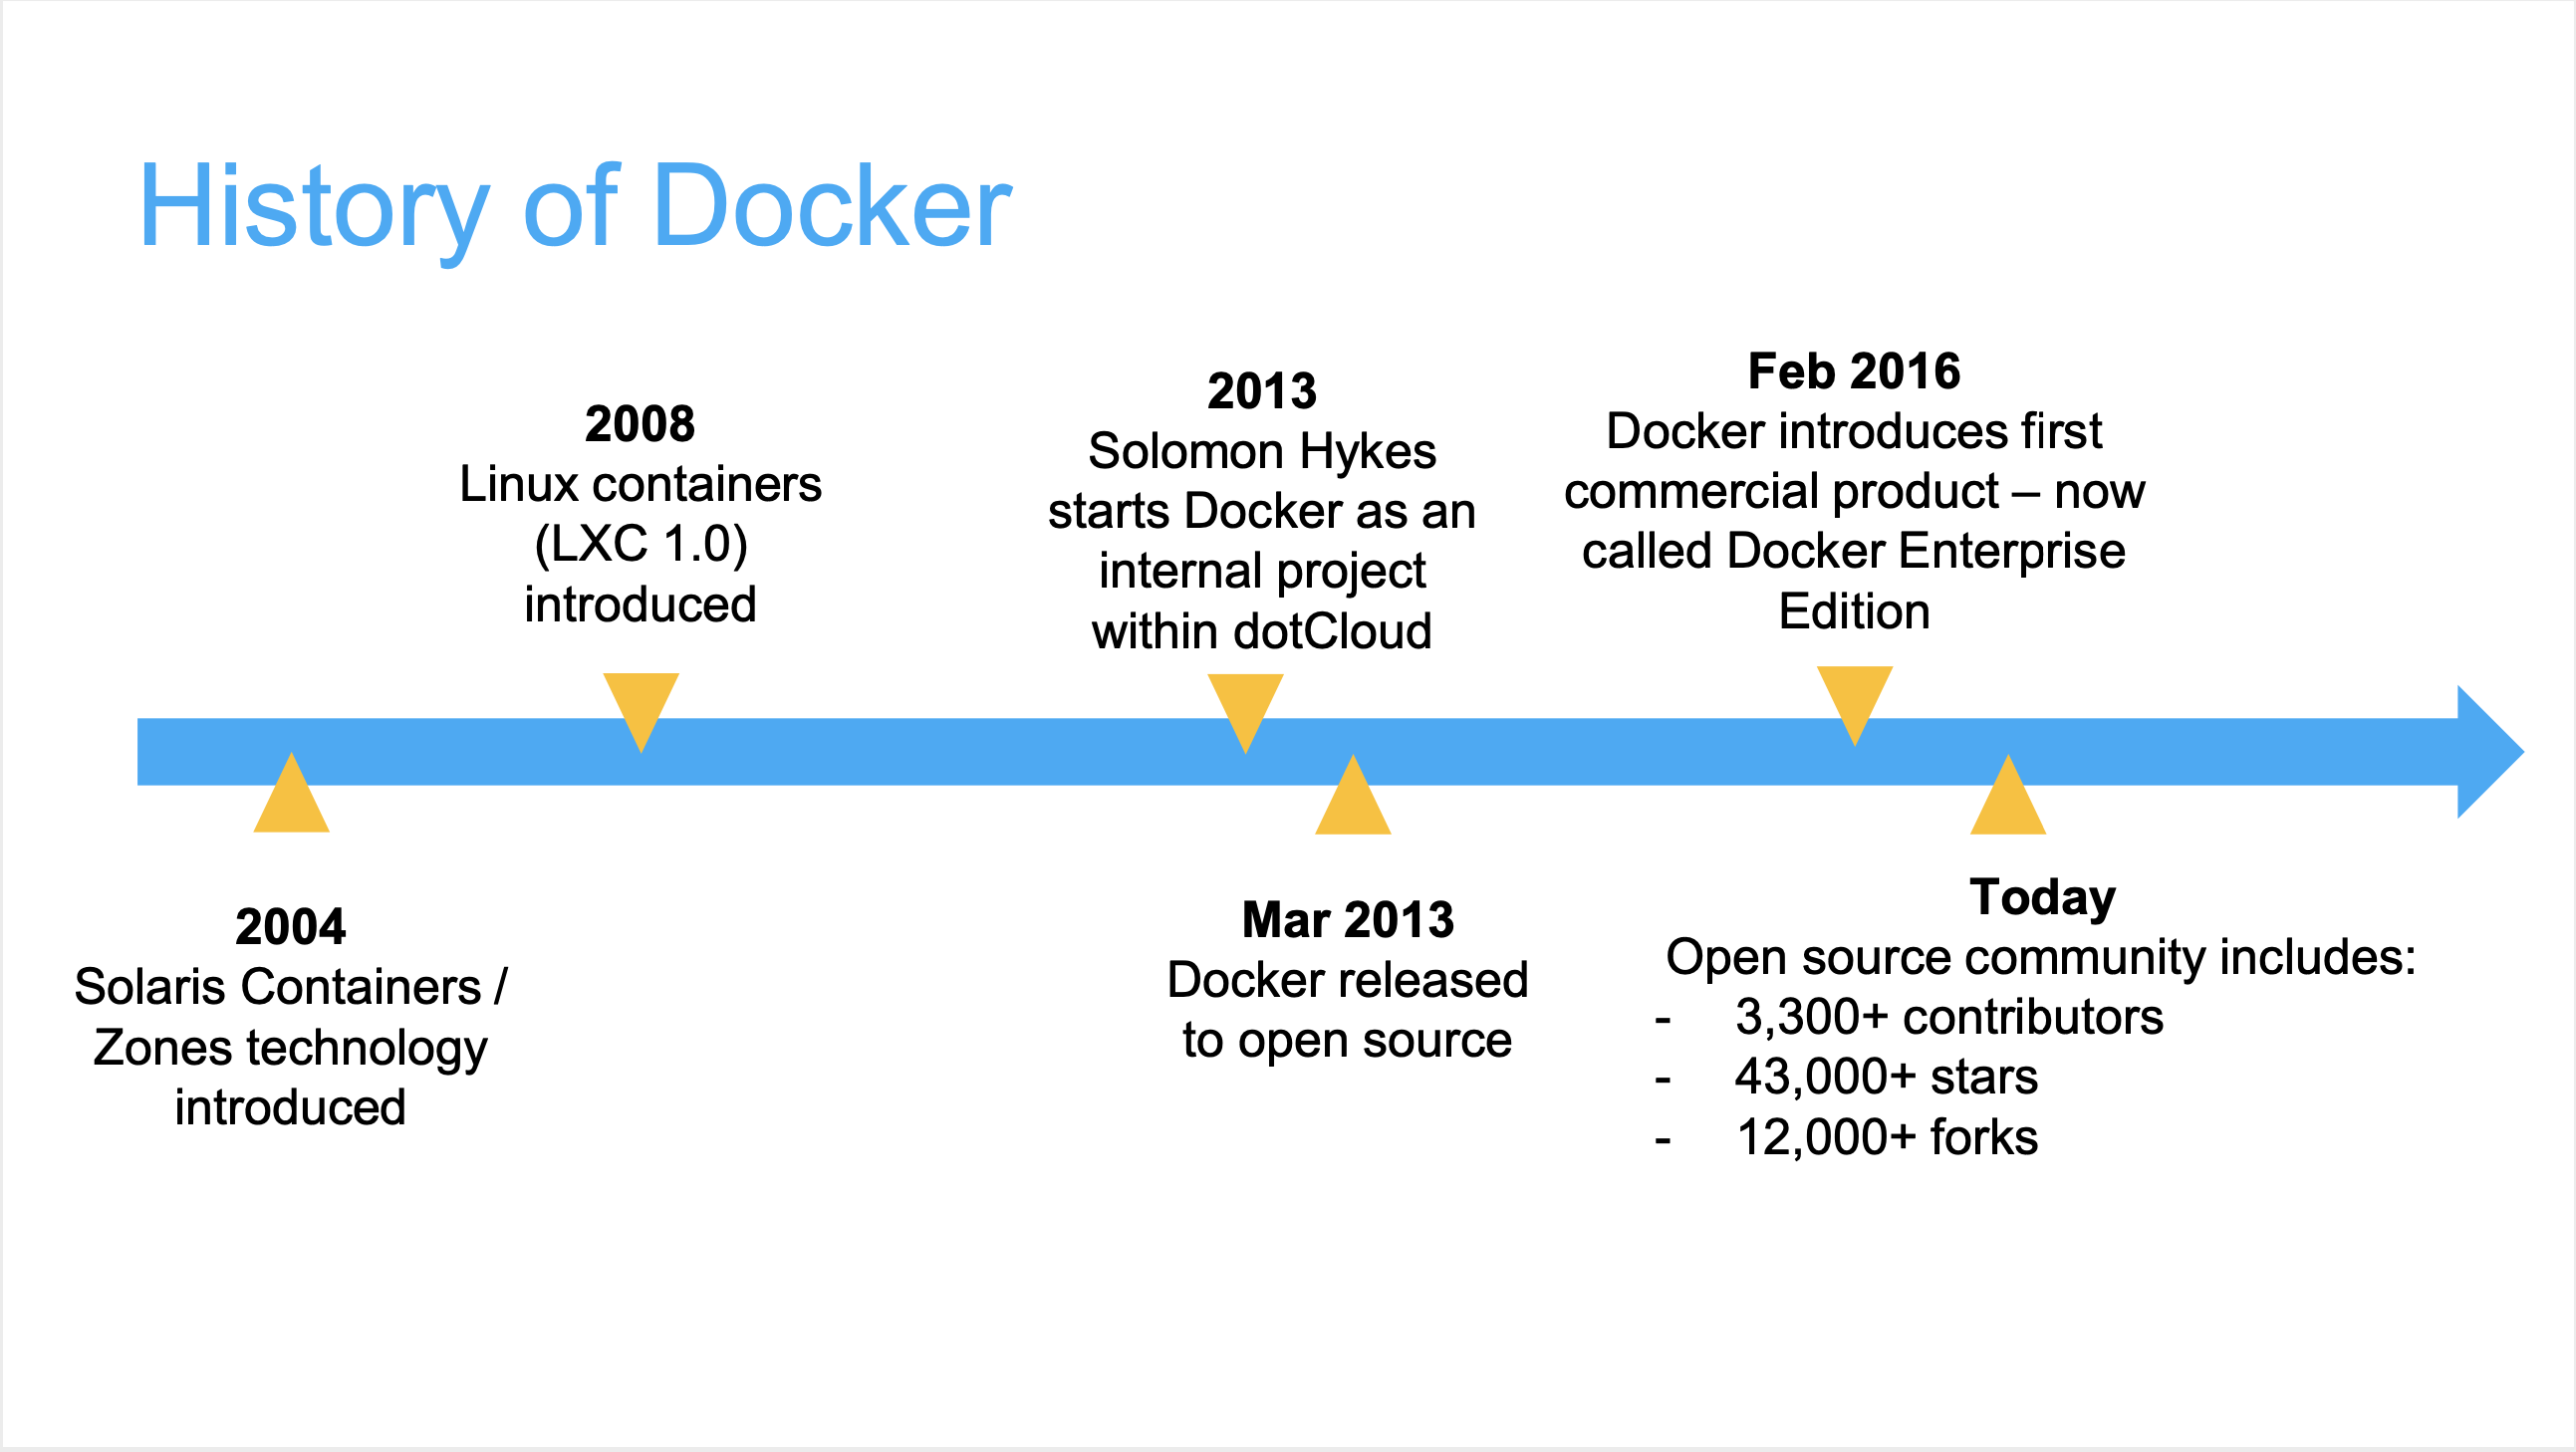 History of Docker
2008
Linux containers
(LXC 1.0)
introduced
2013
Solomon Hykes
starts Docker as an
internal project
within dotCloud
Feb 2016
Docker introduces first
commercial product – now
called Docker Enterprise
Edition
2004
Solaris Containers /
Zones technology
introduced
Mar 2013
Docker released
to open source
Today
Open source community includes:
- 3,300+ contributors
- 43,000+ stars
- 12,000+ forks